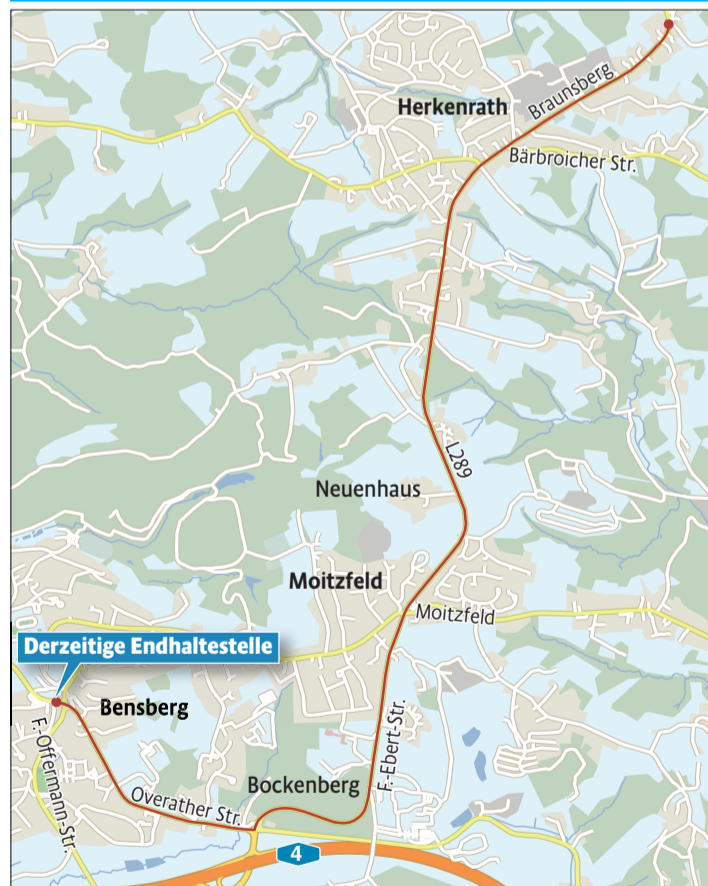 Herkenrath
Braunsberg
Bärbroicher Str.
L289
Neuenhaus
Moitzfeld
Moitzfeld
Derzeitige Endhaltestelle
Bensberg
F.-Offermann-Str.
F.-Ebert-Str.
Bockenberg
Overather Str.
4